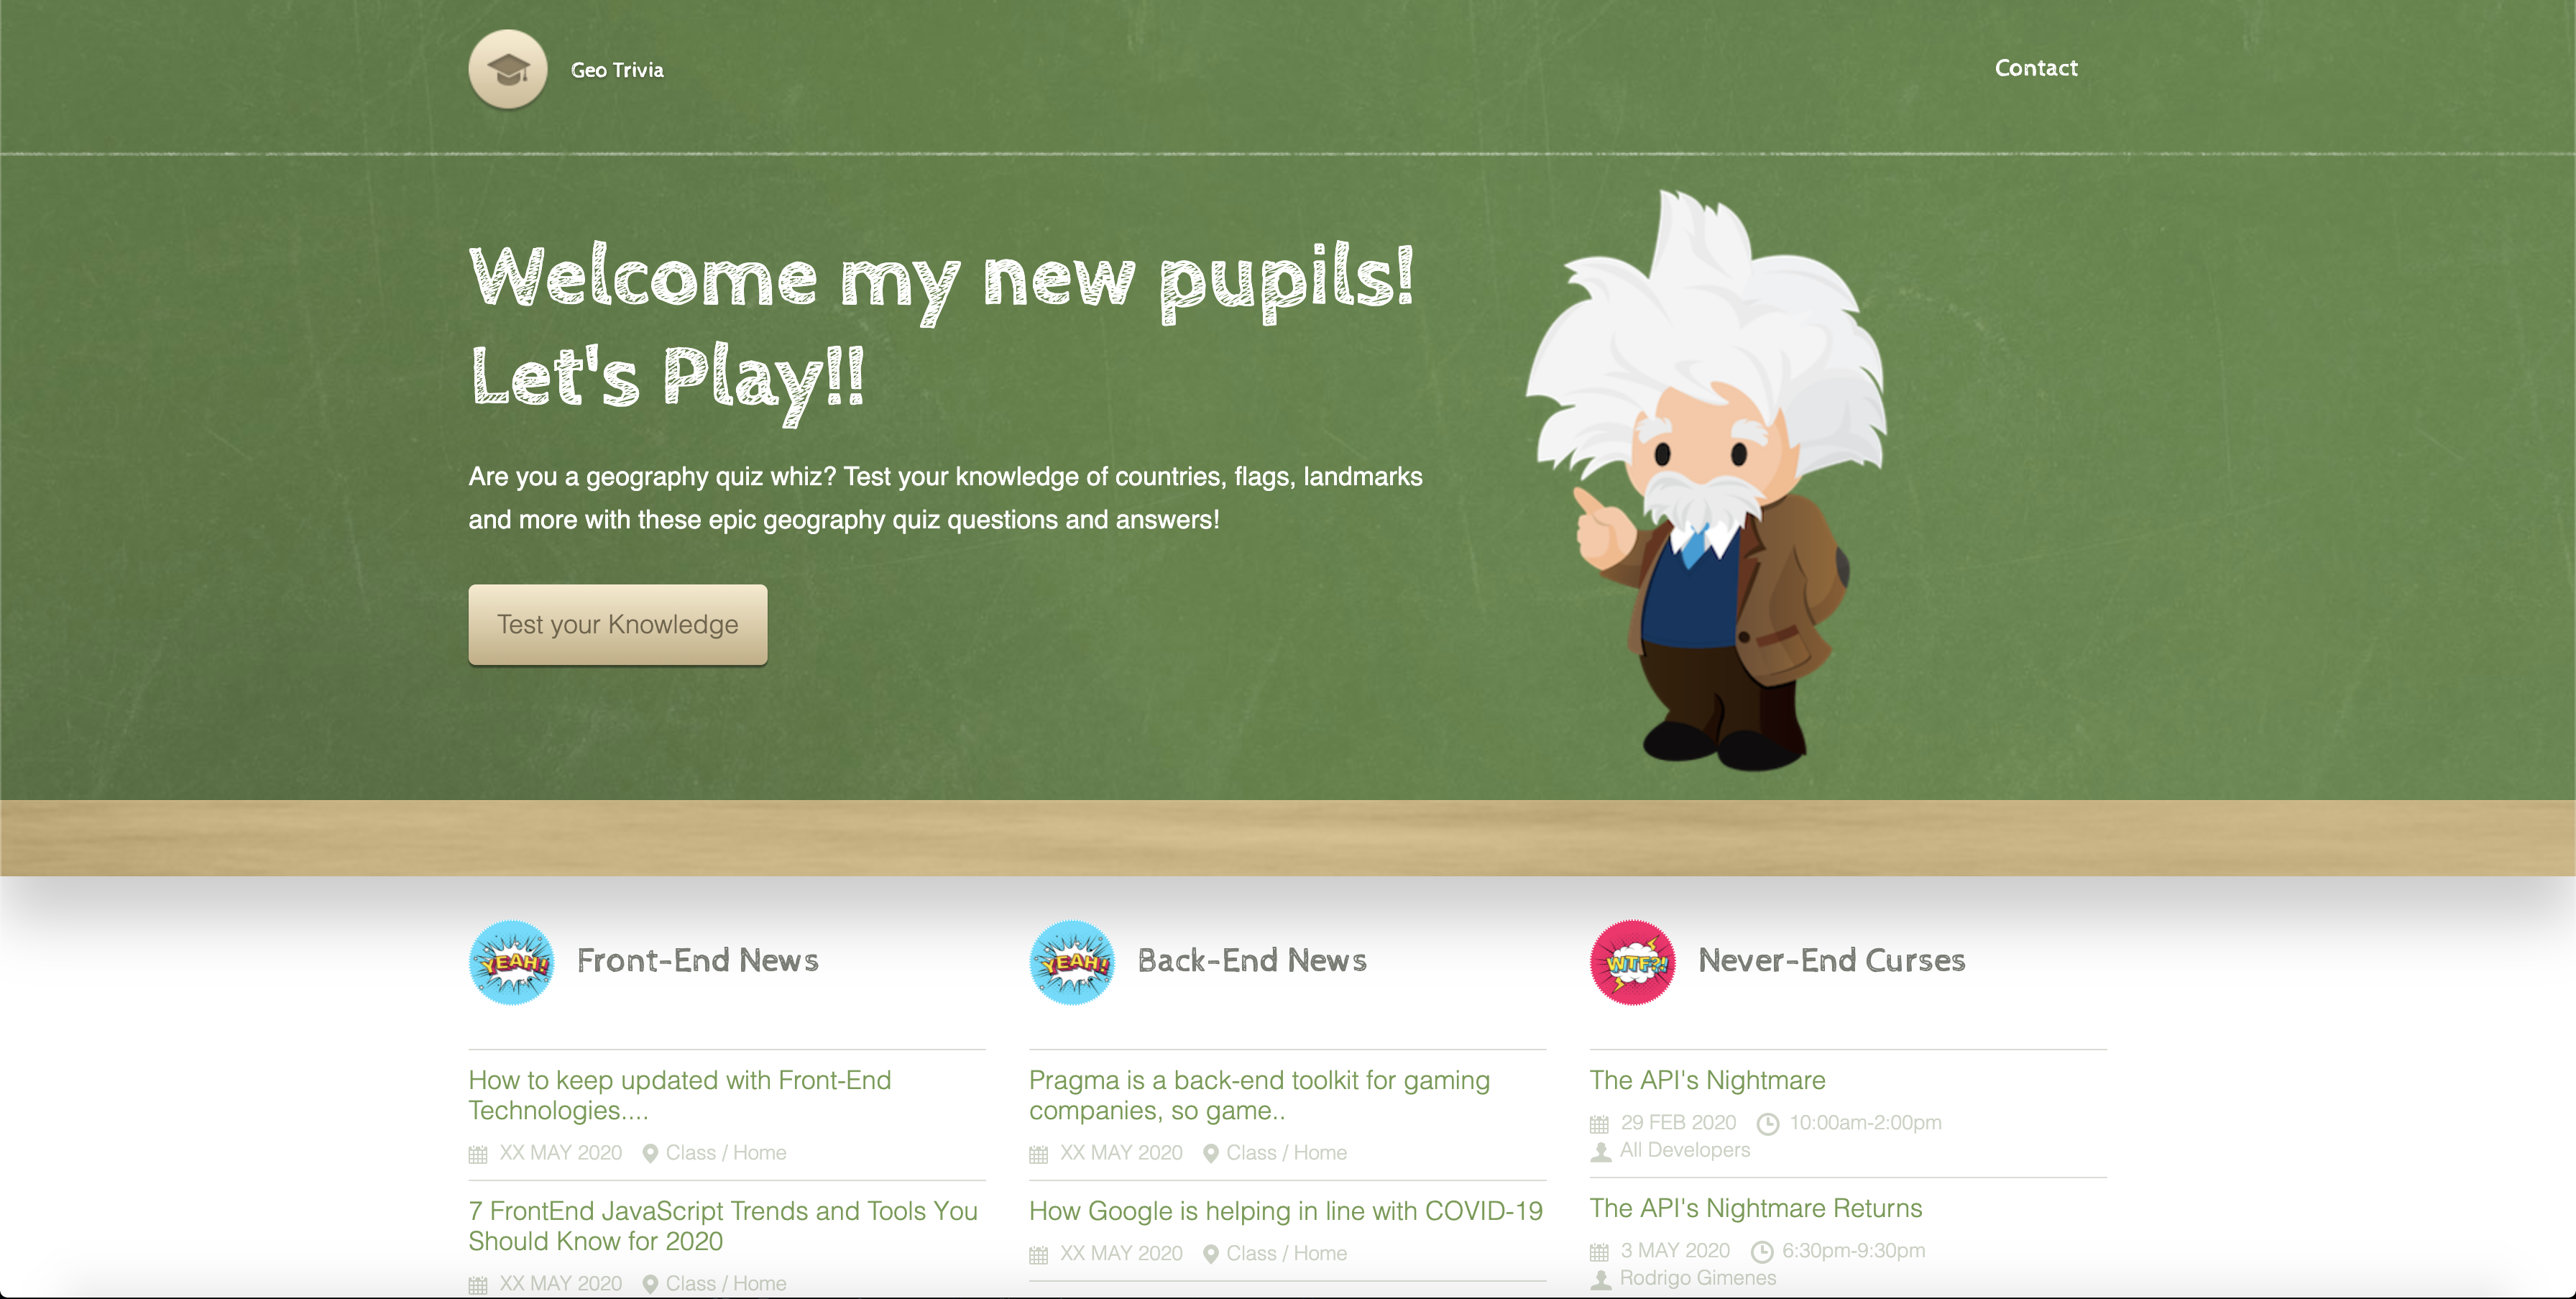 Geo Trivia
Contact
Welcome my new pupils!
Let's Play!!
Are you a geography quiz whiz? Test your knowledge of countries, flags, landmarks
and more with these epic geography quiz questions and answers!
Test your Knowledge
YEAH!
Front-End News
How to keep updated with Front-End
Technologies....
XX MAY 2020 Class / Home
7 FrontEnd JavaScript Trends and Tools You
Should Know for 2020
XX MAY 2020 Class / Home
YEAH!
Back-End News
Pragma is a back-end toolkit for gaming
companies, so game..
XX MAY 2020 Class / Home
How Google is helping in line with COVID-19
XX MAY 2020 Class / Home
WTF?!
Never-End Curses
The API's Nightmare
29 FEB 2020 10:00am-2:00pm
All Developers
The API's Nightmare Returns
3 MAY 2020 6:30pm-9:30pm
Rodrigo Gimenes